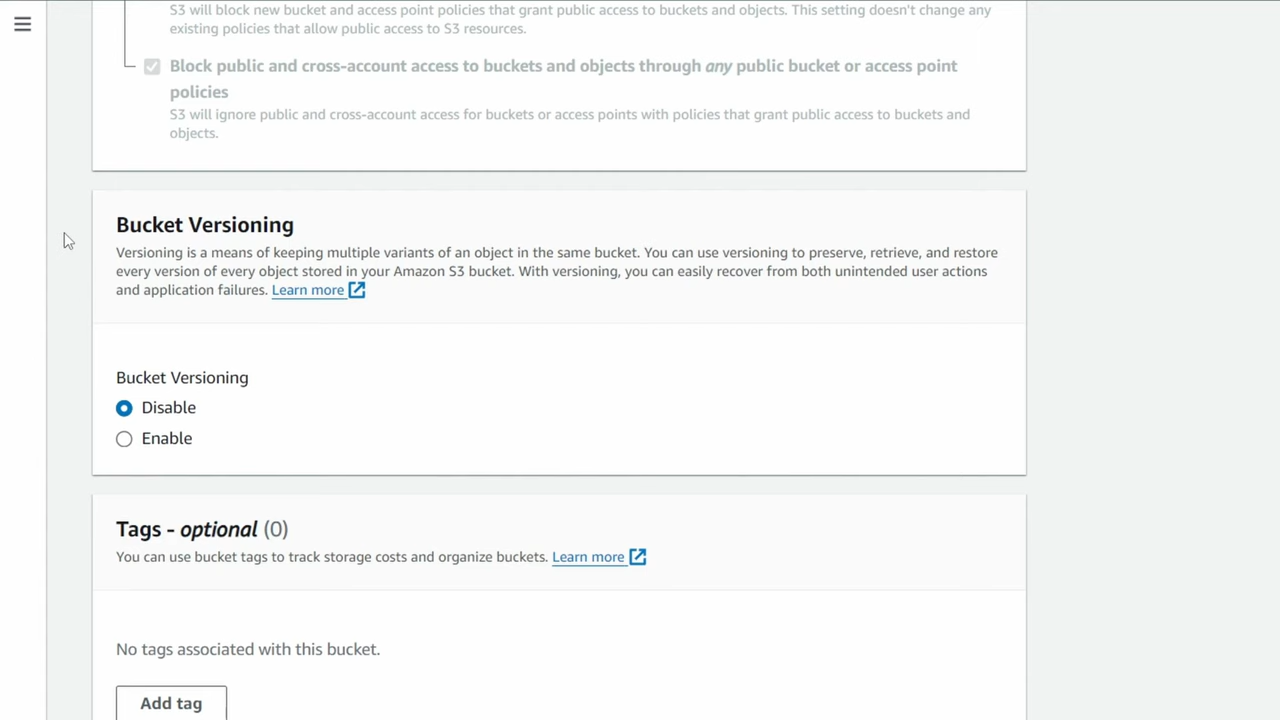 S3 will block new bucket and access point policies that grant public access to buckets and objects. This setting doesn't change any
existing policies that allow public access to S3 resources.
Block public and cross-account access to buckets and objects through any public bucket or access point
policies
S3 will ignore public and cross-account access for buckets or access points with policies that grant public access to buckets and
objects.
Bucket Versioning
Versioning is a means of keeping multiple variants of an object in the same bucket. You can use versioning to preserve, retrieve, and restore
every version of every object stored in your Amazon S3 bucket. With versioning, you can easily recover from both unintended user actions
and application failures. Learn more
Bucket Versioning
Disable
Enable
Tags - optional (0)
You can use bucket tags to track storage costs and organize buckets. Learn more
No tags associated with this bucket.
Add tag